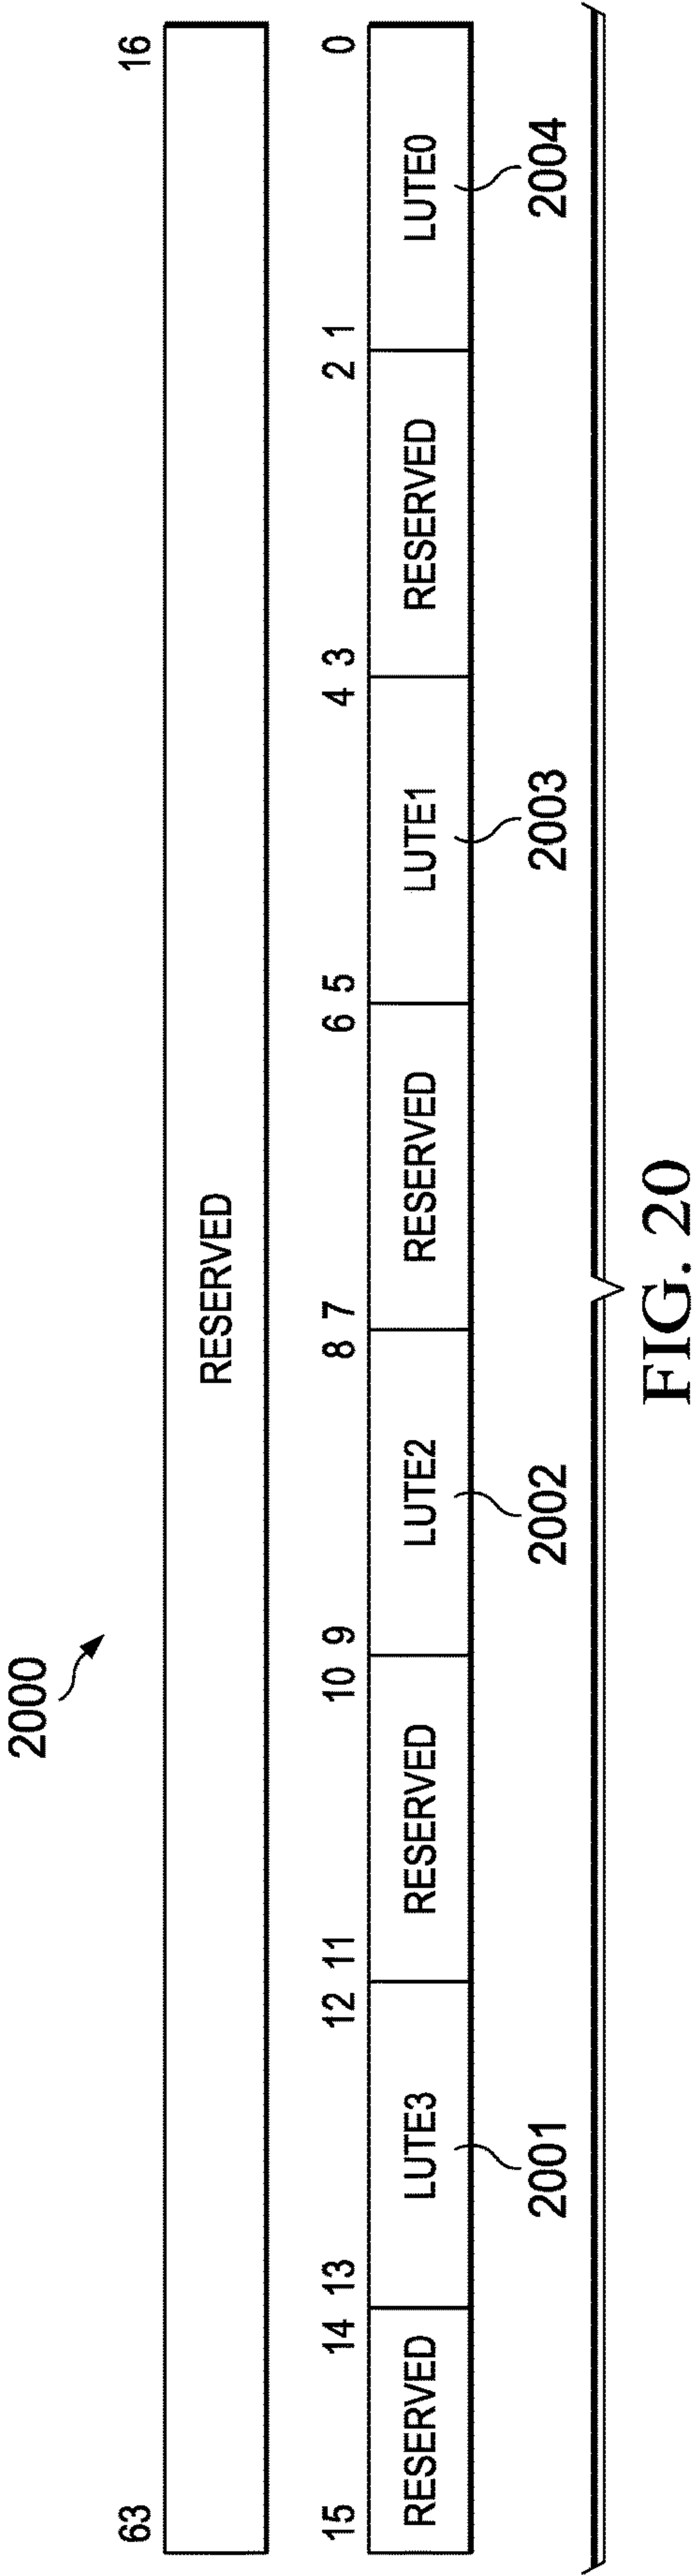 2000
63 16
RESERVED
15 14 13 12 11 10 9 8 7 6 5 4 3 2 1 0
RESERVED LUTE3 RESERVED LUTE2 RESERVED LUTE1 RESERVED LUTE0
2001 2002 2003 2004
FIG. 20